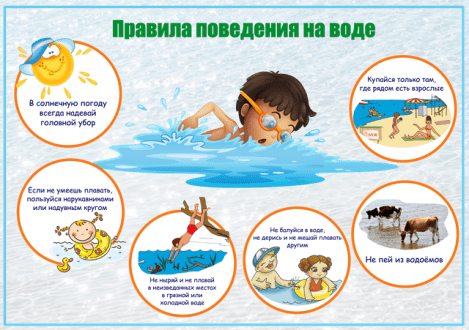 Правила поведения на воде
В солнечную погоду
всегда надевай
головной убор
Купайся только там,
где рядом есть взрослые
Если не умеешь плавать,
пользуйся нарукавниками
или надувным кругом
Не ныряй и не плавай
в неизведанных местах
в грязной или
холодной воде
Не балуйся в воде,
не дерись и не мешай плавать
другим
Не пей из водоёмов